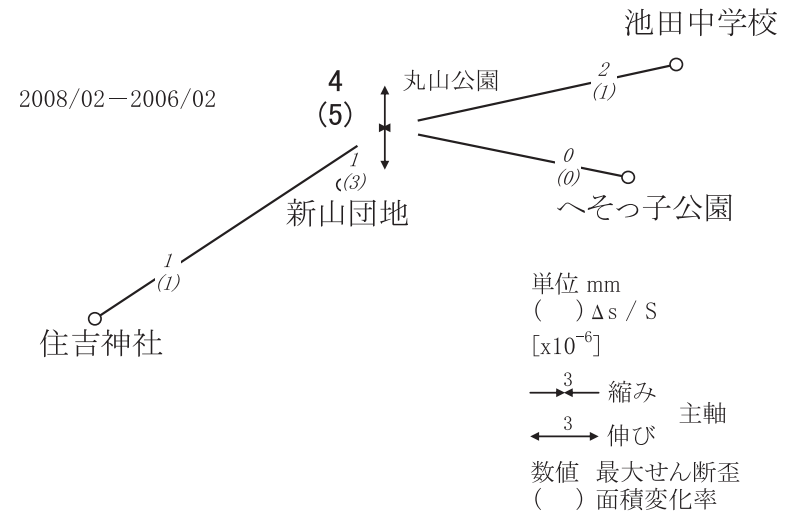 池田中学校
2008/02－2006/02
4
(5)
丸山公園
2
(1)
1
(3)
0
(0)
新山団地
へそっ子公園
1
(1)
住吉神社
単位 mm
(　) Δs / S
[x10⁻⁶]
3
縮み
主軸
3
伸び
数値　最大せん断歪
(　) 面積変化率